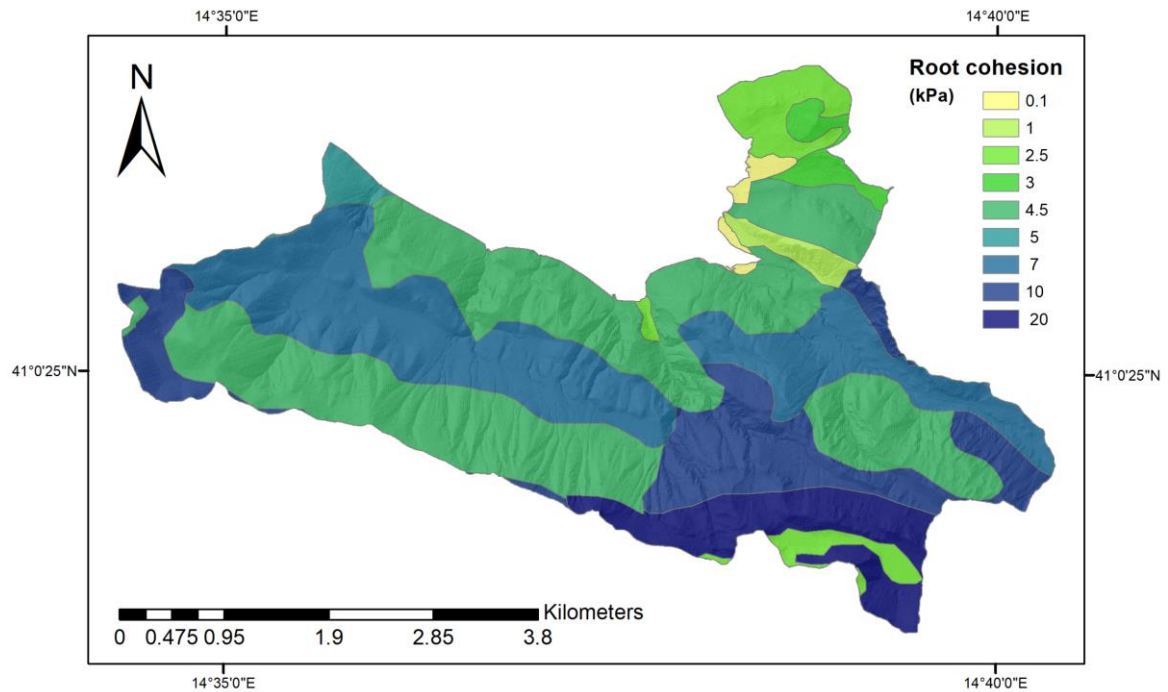 14°35'0"E
14°40'0"E
N
Root cohesion
(kPa)
0.1
1
2.5
3
4.5
5
7
10
20
41°0'25"N
41°0'25"N
Kilometers
0 0.475 0.95 1.9 2.85 3.8
14°35'0"E
14°40'0"E